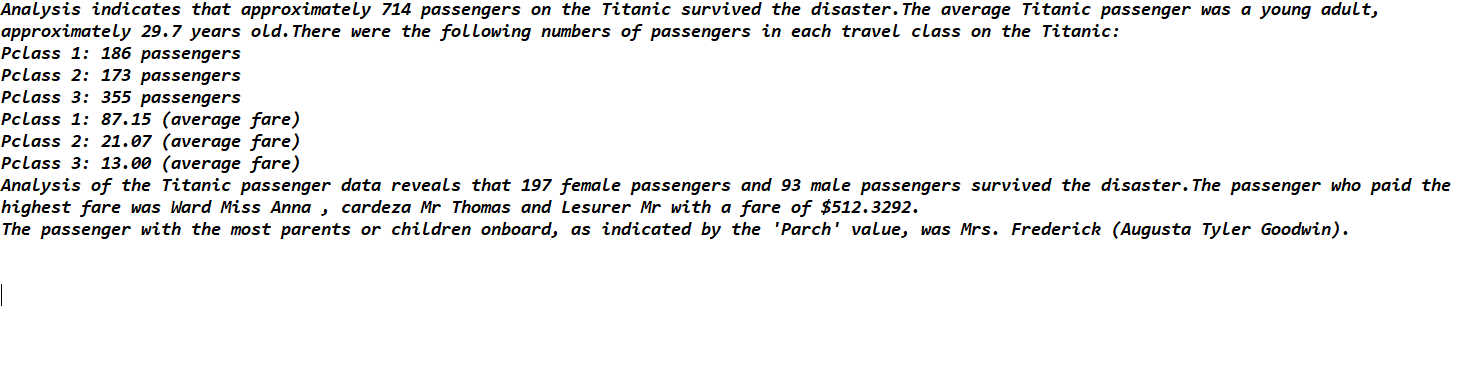 Analysis indicates that approximately 714 passengers on the Titanic survived the disaster.The average Titanic passenger was a young adult,
approximately 29.7 years old.There were the following numbers of passengers in each travel class on the Titanic:
Pclass 1: 186 passengers
Pclass 2: 173 passengers
Pclass 3: 355 passengers
Pclass 1: 87.15 (average fare)
Pclass 2: 21.07 (average fare)
Pclass 3: 13.00 (average fare)
Analysis of the Titanic passenger data reveals that 197 female passengers and 93 male passengers survived the disaster.The passenger who paid the
highest fare was Ward Miss Anna , cardeza Mr Thomas and Lesurer Mr with a fare of $512.3292.
The passenger with the most parents or children onboard, as indicated by the 'Parch' value, was Mrs. Frederick (Augusta Tyler Goodwin).